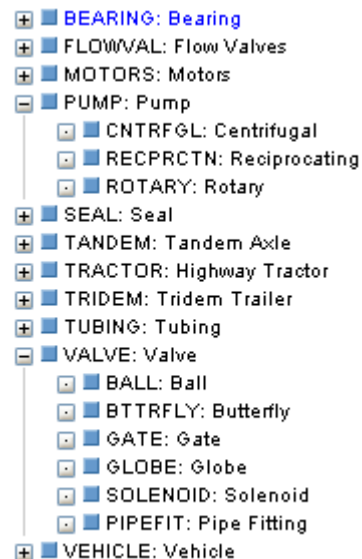 BEARING: Bearing
FLOWVAL: Flow Valves
MOTORS: Motors
PUMP: Pump
CNTRFGL: Centrifugal
RECPRCTN: Reciprocating
ROTARY: Rotary
SEAL: Seal
TANDEM: Tandem Axle
TRACTOR: Highway Tractor
TRIDEM: Tridem Trailer
TUBING: Tubing
VALVE: Valve
BALL: Ball
BTTRFLY: Butterfly
GATE: Gate
GLOBE: Globe
SOLENOID: Solenoid
PIPEFIT: Pipe Fitting
VEHICLE: Vehicle